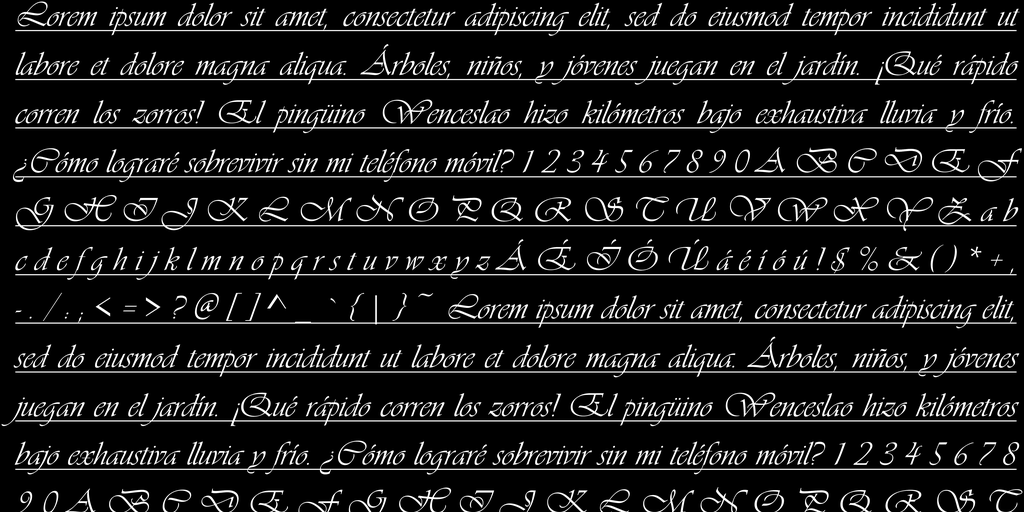 Lorem ipsum dolor sit amet, consectetur adipiscing elit, sed do eiusmod tempor incididunt ut
labore et dolore magna aliqua. Árboles, niños, y jóvenes juegan en el jardín. ¡Qué rápido
corren los zorros! El pingüino Wenceslao hizo kilómetros bajo exhaustiva lluvia y frío.
¿Cómo lograré sobrevivir sin mi teléfono móvil? 1 2 3 4 5 6 7 8 9 0 A B C D E F
G H I J K L M N O P Q R S T U V W X Y Z a b
c d e f g h i j k l m n o p q r s t u v w x y z Á É Í Ó Ú á é í ó ú ! $ % & ( ) * + ,
- . / : ; < = > ? @ [ ] ^ _ ` { | } ~ Lorem ipsum dolor sit amet, consectetur adipiscing elit,
sed do eiusmod tempor incididunt ut labore et dolore magna aliqua. Árboles, niños, y jóvenes
juegan en el jardín. ¡Qué rápido corren los zorros! El pingüino Wenceslao hizo kilómetros
bajo exhaustiva lluvia y frío. ¿Cómo lograré sobrevivir sin mi teléfono móvil? 1 2 3 4 5 6 7 8
9 0 A B C D E F G H I J K L M N O P Q R S T